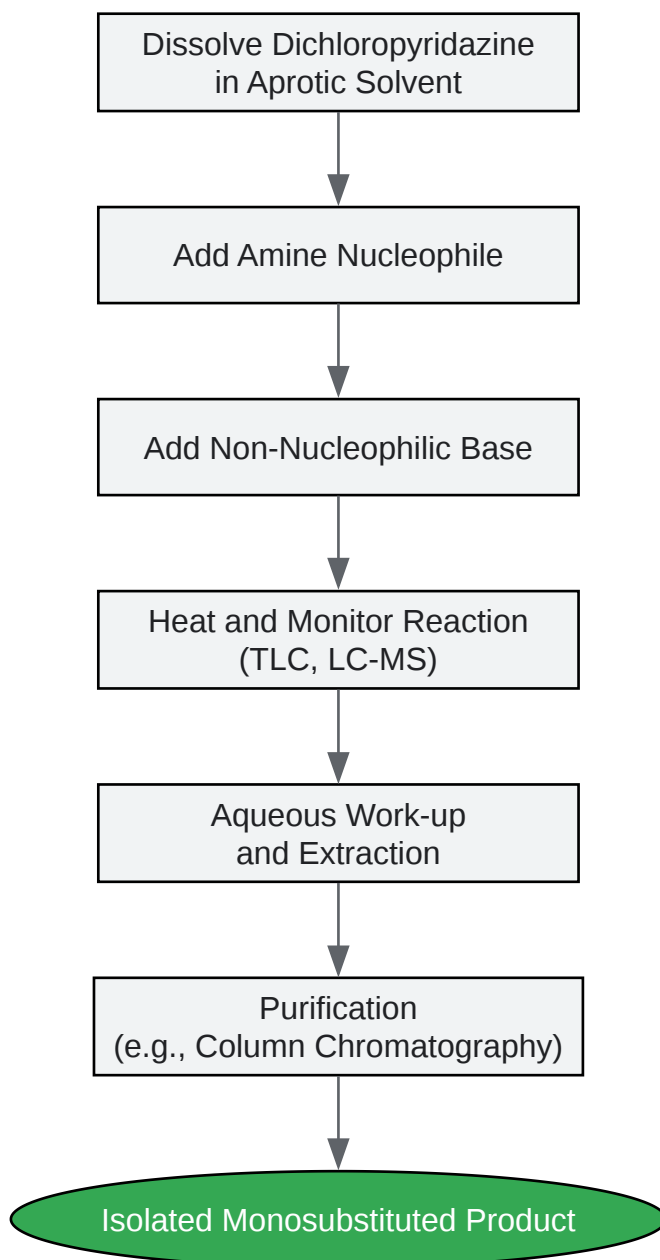 Dissolve Dichloropyridazine
in Aprotic Solvent
Add Amine Nucleophile
Add Non-Nucleophilic Base
Heat and Monitor Reaction
(TLC, LC-MS)
Aqueous Work-up
and Extraction
Purification
(e.g., Column Chromatography)
Isolated Monosubstituted Product